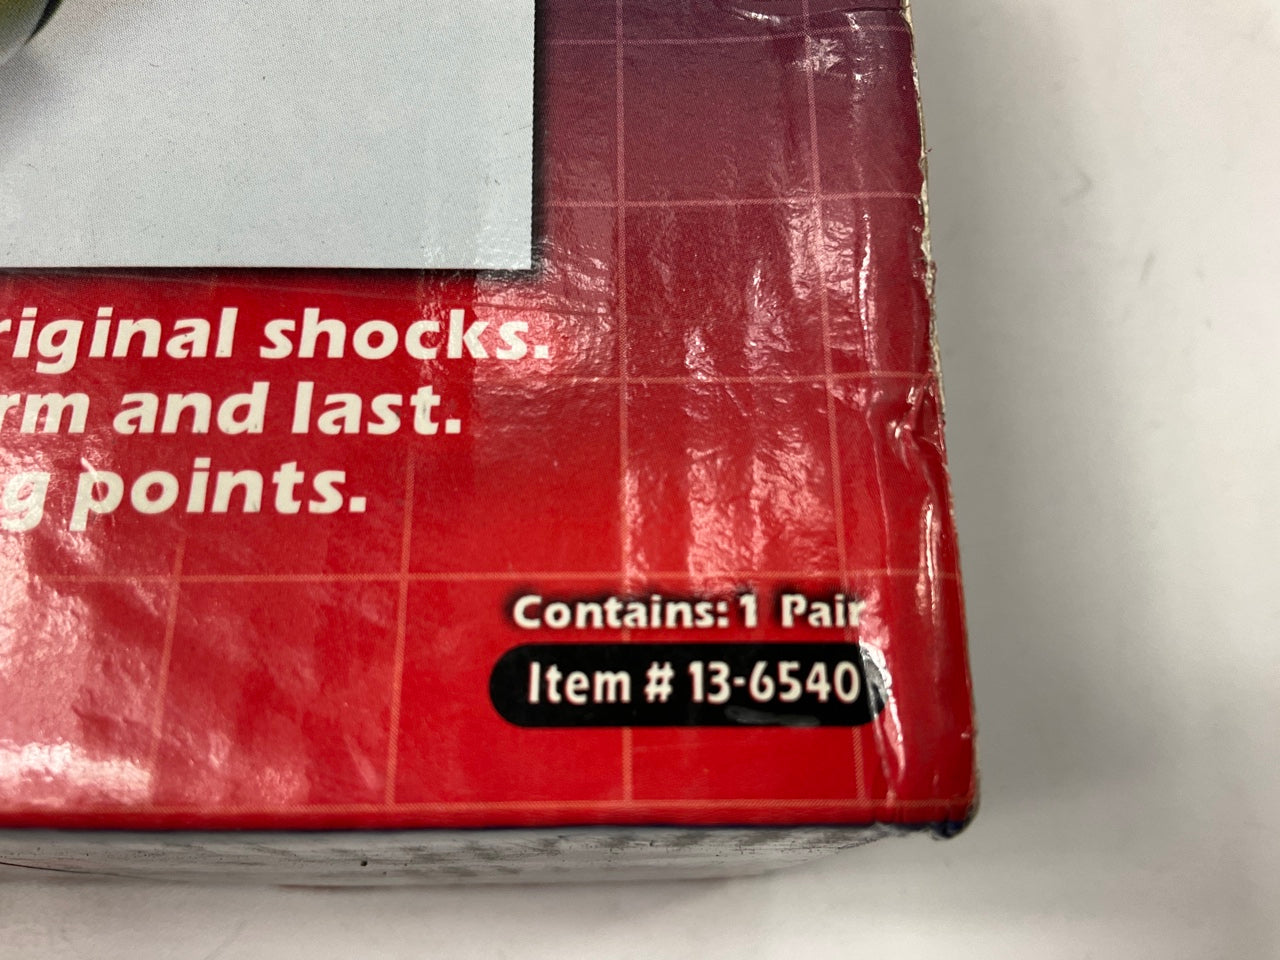 riginal shocks.
rm and last.
g points.
Contains: 1 Pair
Item # 13-6540